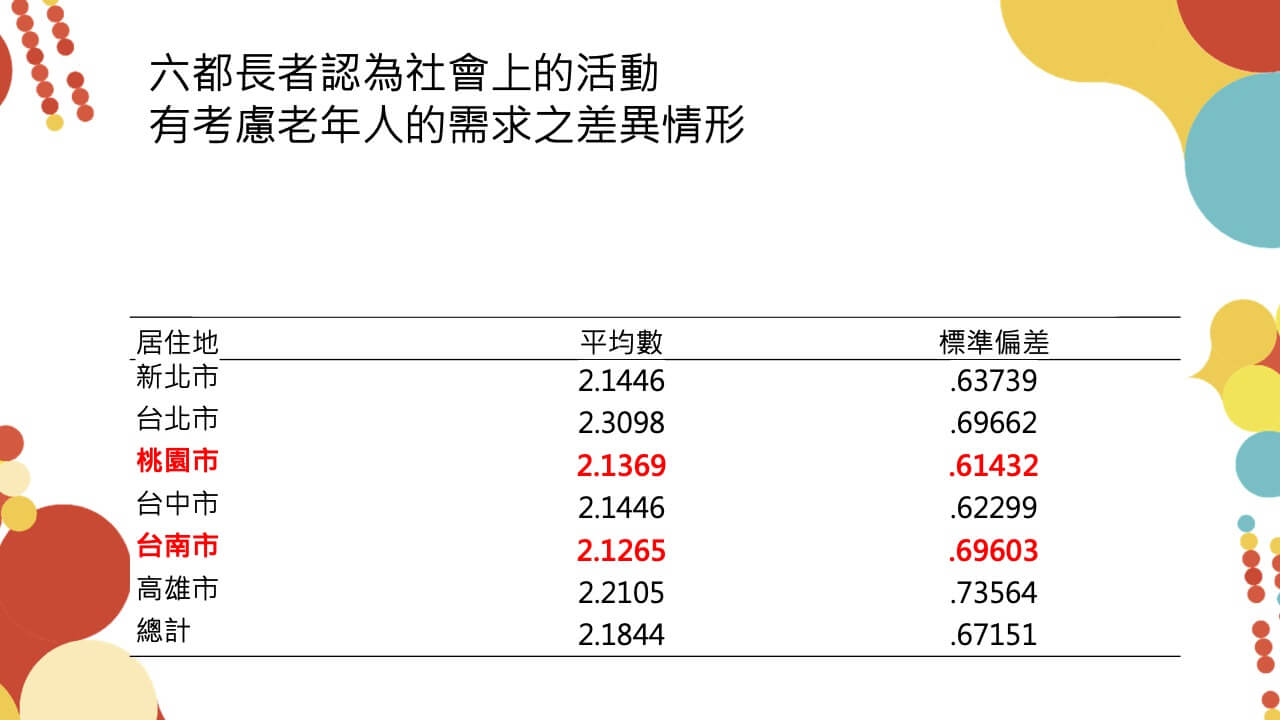 六都長者認為社會上的活動
有考慮老年人的需求之差異情形
居住地 平均數 標準偏差
新北市 2.1446 .63739
台北市 2.3098 .69662
桃園市 2.1369 .61432
台中市 2.1446 .62299
台南市 2.1265 .69603
高雄市 2.2105 .73564
總計 2.1844 .67151